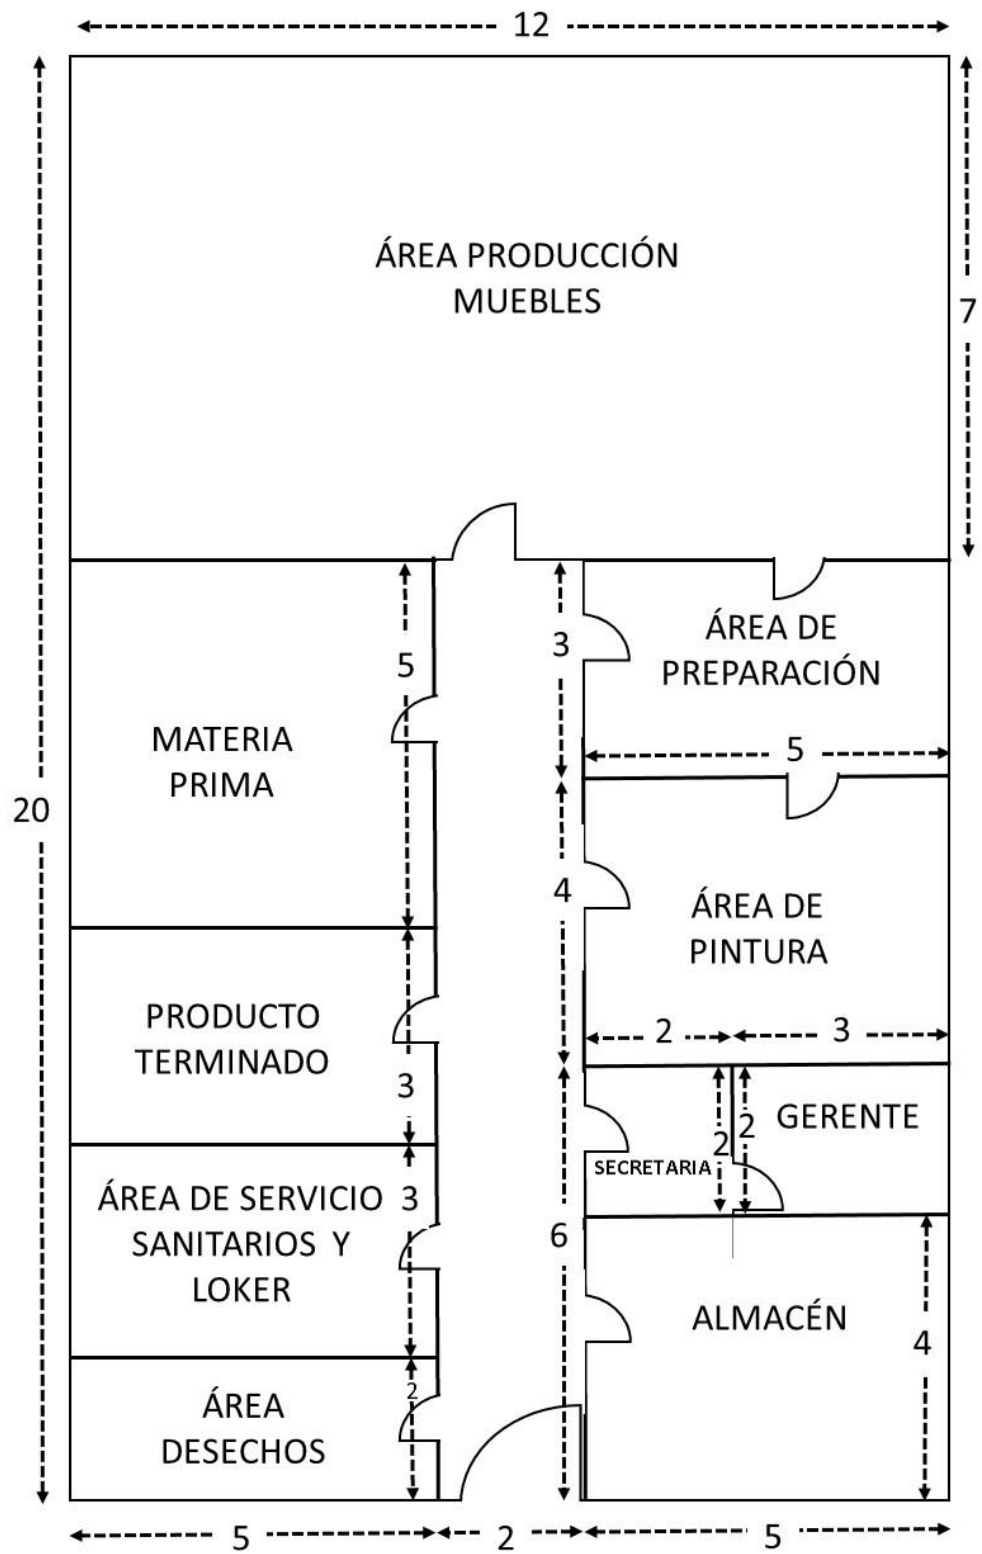 12
ÁREA PRODUCCIÓN
MUEBLES
7
3
ÁREA DE
PREPARACIÓN
5
5
MATERIA
PRIMA
20
4
ÁREA DE
PINTURA
2
3
PRODUCTO
TERMINADO
3
2
2
GERENTE
SECRETARIA
ÁREA DE SERVICIO
SANITARIOS Y
LOKER
3
6
ALMACÉN
4
2
ÁREA
DESECHOS
5
2
5